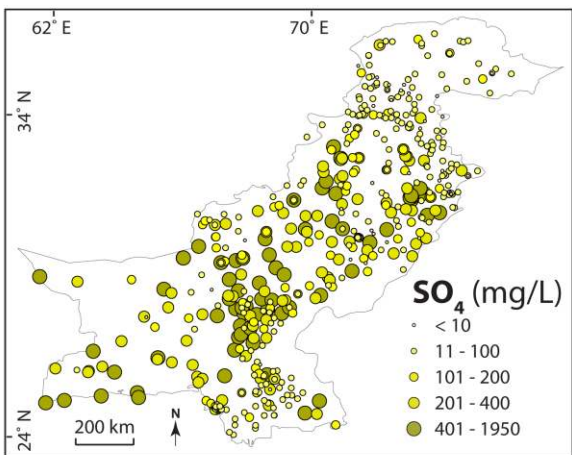 62° E
70° E
34° N
SO4 (mg/L)
< 10
11 - 100
101 - 200
201 - 400
401 - 1950
200 km
N
24° N